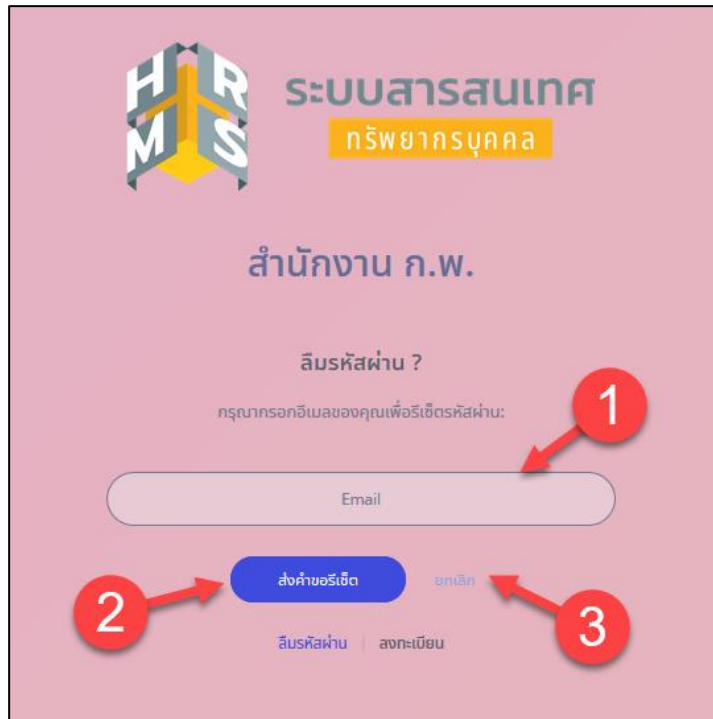 HR
MS
ระบบสารสนเทศ
ทรัพยากรบุคคล
สำนักงาน ก.พ.
ลืมรหัสผ่าน ?
กรุณากรอกอีเมลของคุณเพื่อรีเซ็ตรหัสผ่าน:
1
Email
ส่งคำขอรีเซ็ต ยกเลิก
2
3
ลืมรหัสผ่าน | ลงทะเบียน